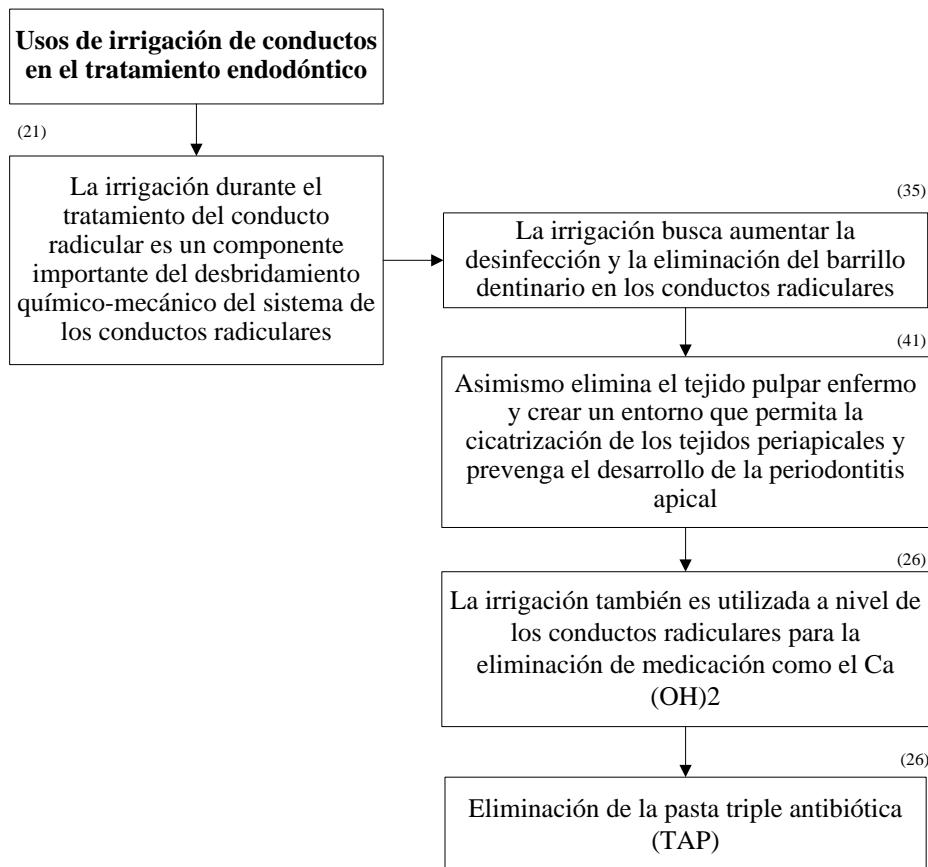 Usos de irrigación de conductos
en el tratamiento endodóntico
(21)
La irrigación durante el
tratamiento del conducto
radicular es un componente
importante del desbridamiento
químico-mecánico del sistema de
los conductos radiculares
(35)
La irrigación busca aumentar la
desinfección y la eliminación del barrillo
dentinario en los conductos radiculares
(41)
Asimismo elimina el tejido pulpar enfermo
y crear un entorno que permita la
cicatrización de los tejidos periapicales y
prevenga el desarrollo de la periodontitis
apical
(26)
La irrigación también es utilizada a nivel de
los conductos radiculares para la
eliminación de medicación como el Ca
(OH)2
(26)
Eliminación de la pasta triple antibiótica
(TAP)